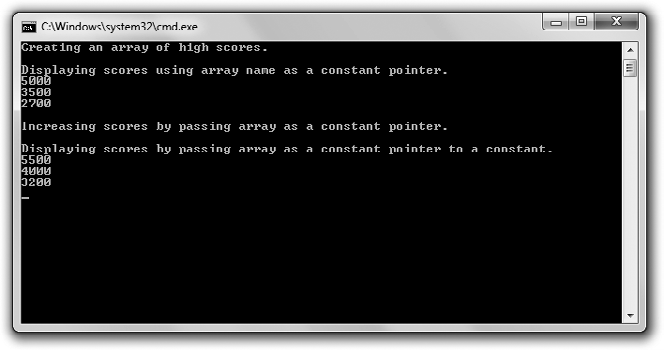 C:\Windows\system32\cmd.exe
Creating an array of high scores.
Displaying scores using array name as a constant pointer.
5000
3500
2700
Increasing scores by passing array as a constant pointer.
Displaying scores by passing array as a constant pointer to a constant.
5500
4000
3200